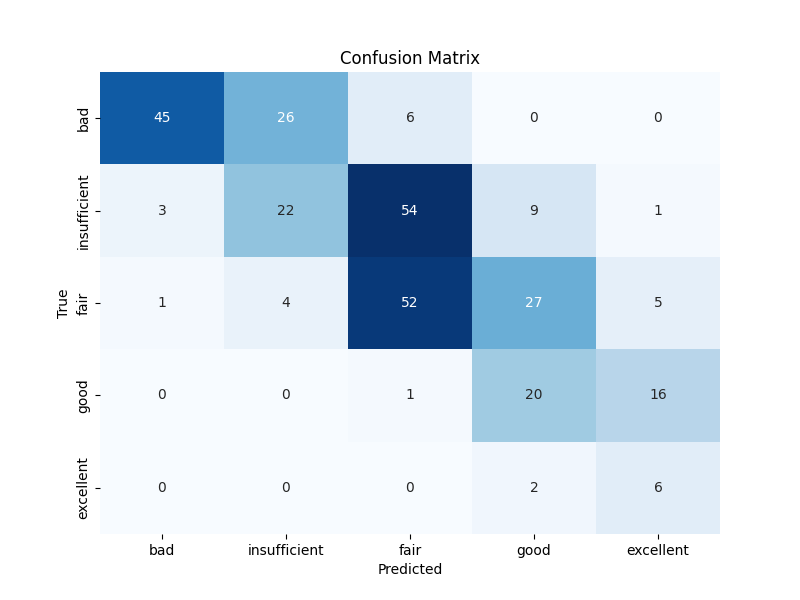 Confusion Matrix
True
bad 45 26 6 0 0
insufficient 3 22 54 9 1
fair 1 4 52 27 5
good 0 0 1 20 16
excellent 0 0 0 2 6
bad insufficient fair good excellent
Predicted